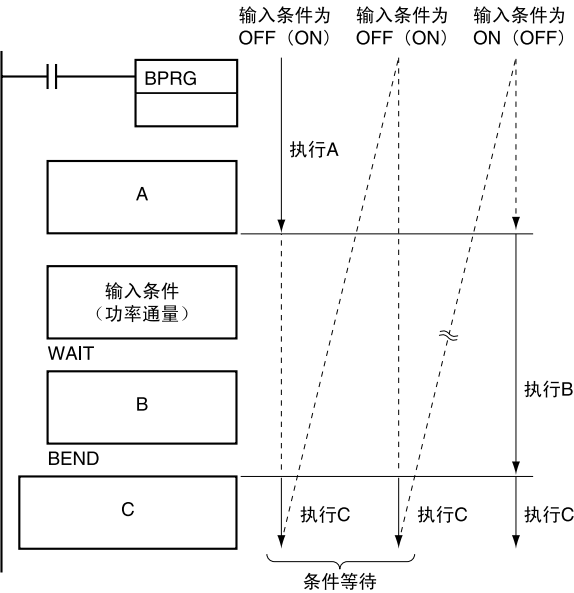 输入条件为
OFF（ON）
输入条件为
OFF（ON）
输入条件为
ON（OFF）
BPRG
执行A
A
输入条件
（功率通量）
WAIT
B
执行B
BEND
C
执行C
执行C
执行C
条件等待